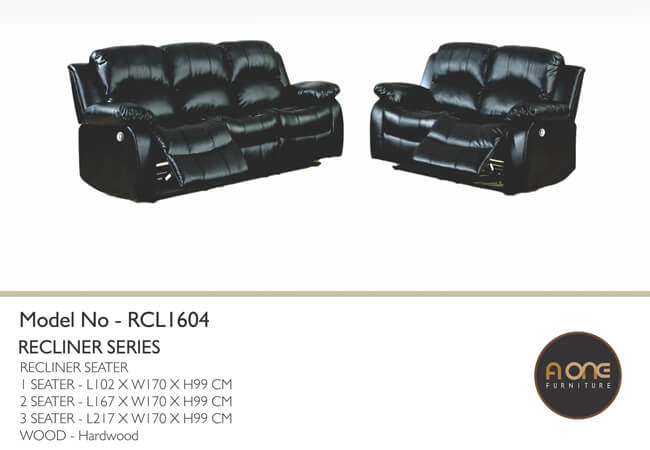 Model No - RCL1604
RECLINER SERIES
RECLINER SEATER
1 SEATER - L102 X W170 X H99 CM
2 SEATER - L167 X W170 X H99 CM
3 SEATER - L217 X W170 X H99 CM
WOOD - Hardwood
A ONE
FURNITURE